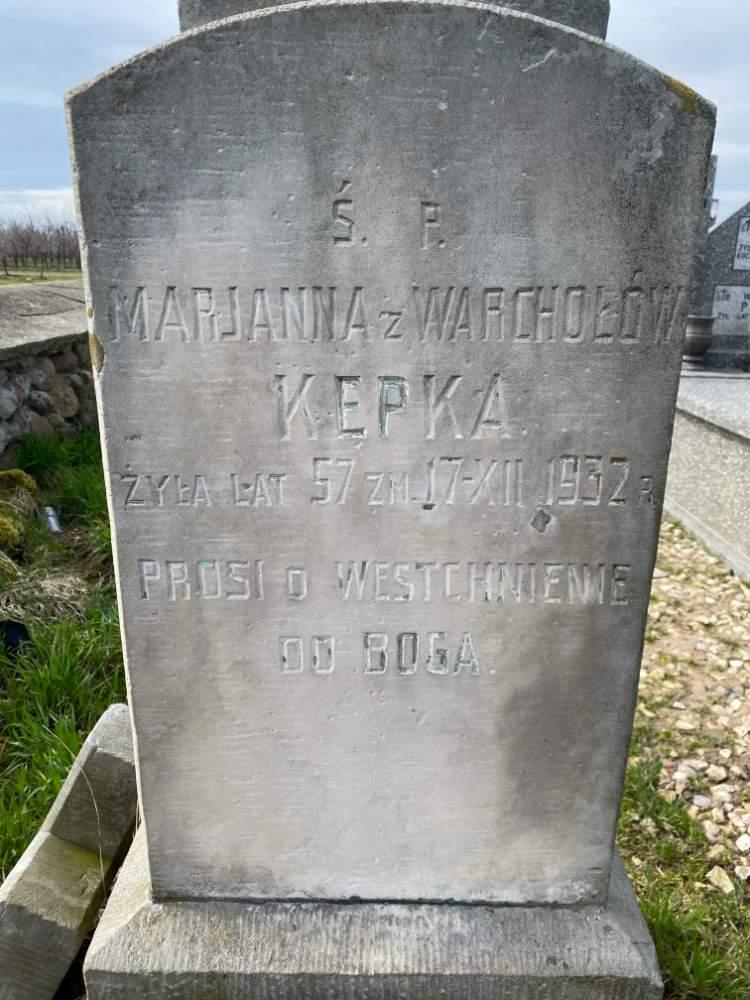 Ś. P.
MARJANNA z WARCHOŁÓW
KĘPKA.
ŻYŁA LAT 57 ZM. 17-XII 1932 R.
PROSI O WESTCHNIENIE
DO BOGA.